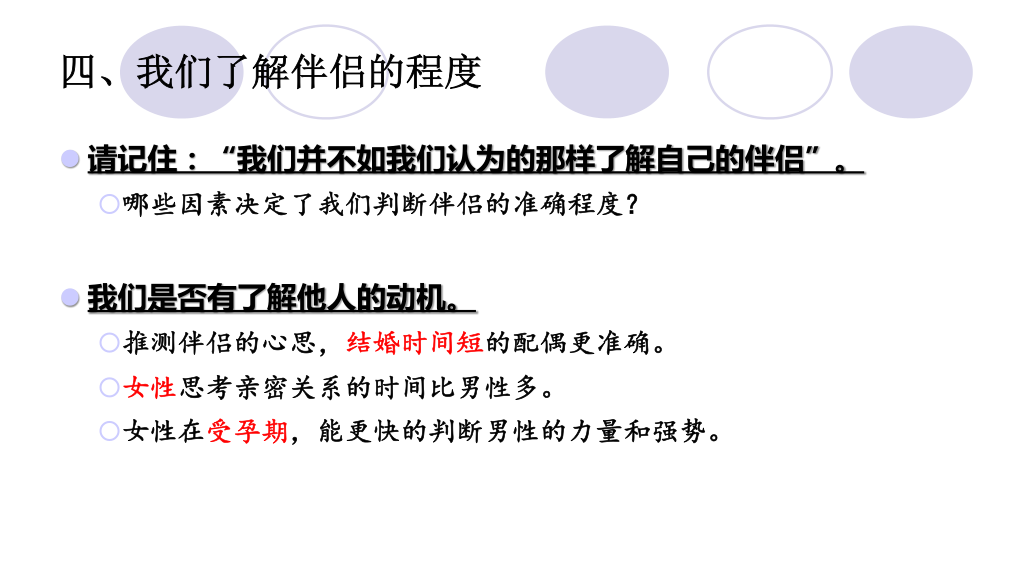 四、我们了解伴侣的程度
请记住：“我们并不如我们认为的那样了解自己的伴侣”。
哪些因素决定了我们判断伴侣的准确程度？
我们是否有了解他人的动机。
推测伴侣的心思，结婚时间短的配偶更准确。
女性思考亲密关系的时间比男性多。
女性在受孕期，能更快的判断男性的力量和强势。